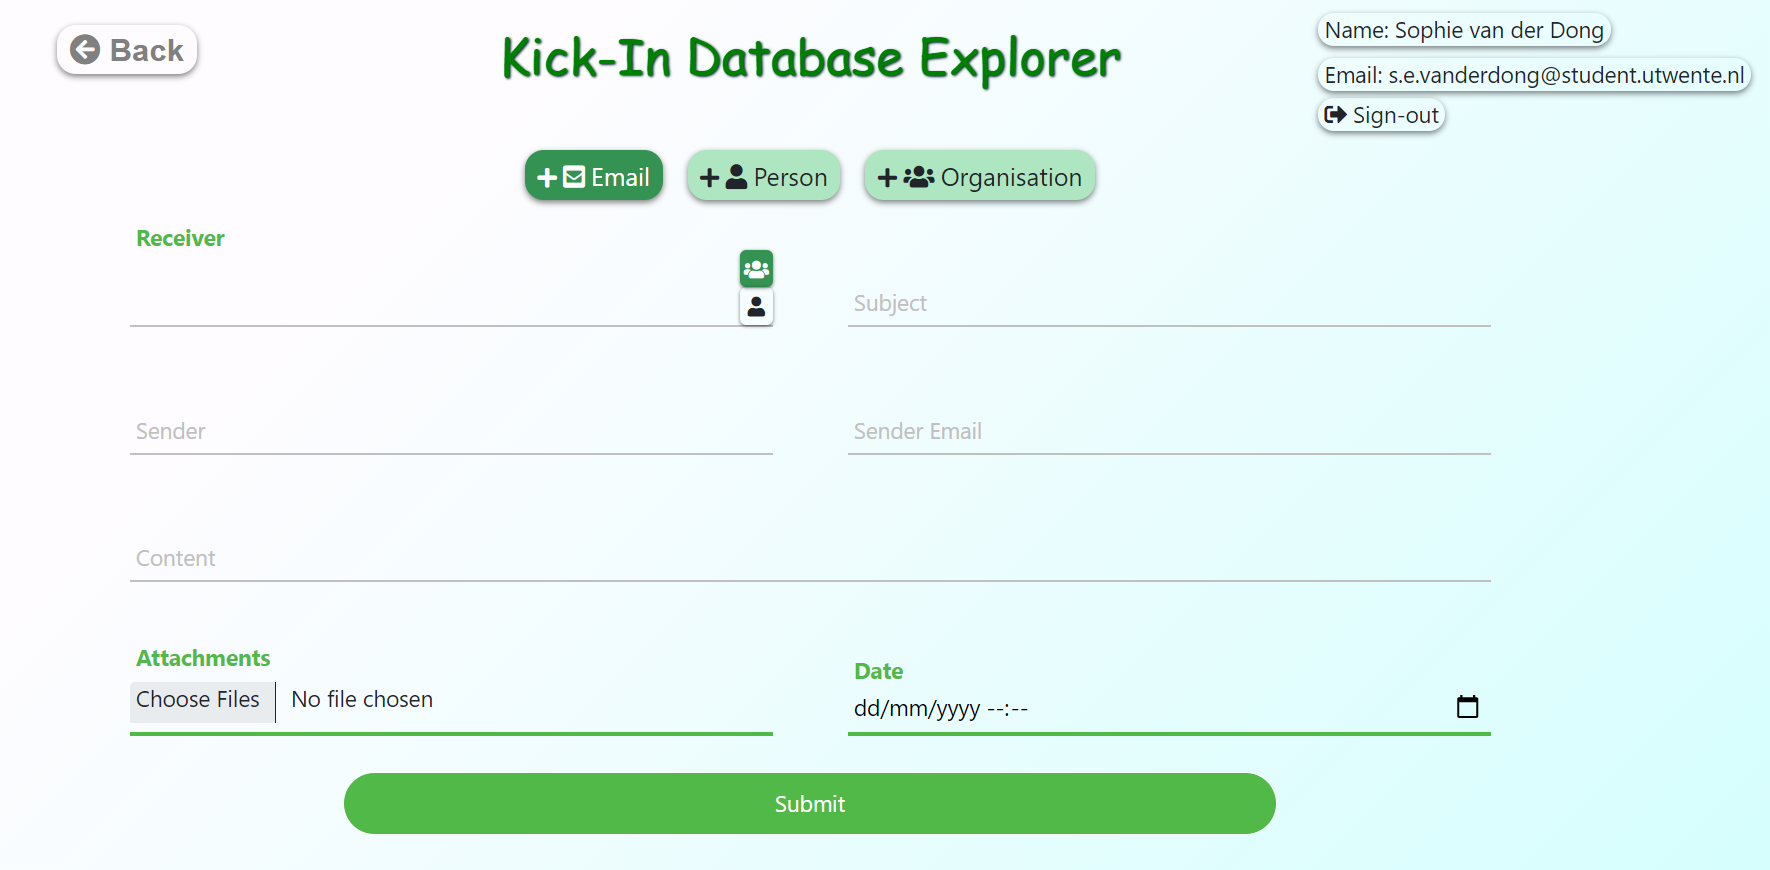 Back
Kick-In Database Explorer
Name: Sophie van der Dong
Email: s.e.vanderdong@student.utwente.nl
Sign-out
Email
Person
Organisation
Receiver
Subject
Sender
Sender Email
Content
Attachments
Choose Files No file chosen
Date
dd/mm/yyyy --:--
Submit